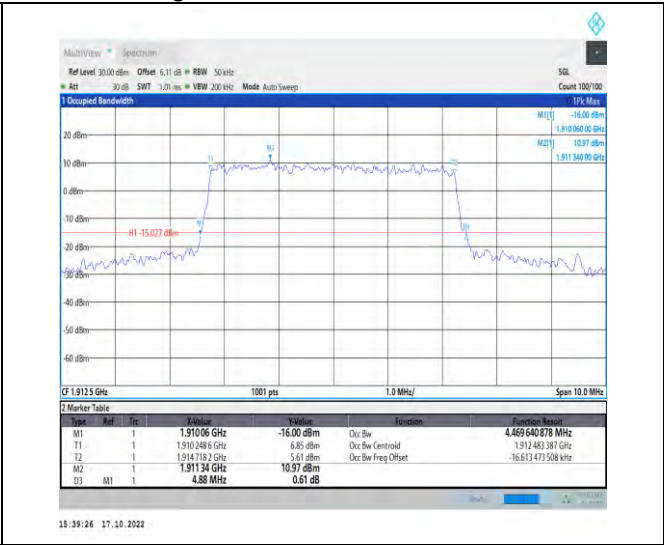 MultiView Spectrum
Ref Level 30.00 dBm Offset 6.11 dB RBW 50 kHz SGL
Att 30 dB SWT 1.01 ms VBW 200 kHz Mode Auto Sweep Count 100/100
1 Occupied Bandwidth 1Pk Max
M1[1] -16.00 dBm
1.910 060 00 GHz
20 dBm
M2[1] 10.97 dBm
1.911 340 00 GHz
M2
T1
10 dBm
0 dBm
-10 dBm
H1 -15.027 dBm
-20 dBm
-30 dBm
-40 dBm
-50 dBm
-60 dBm
CF 1.912 5 GHz 1001 pts 1.0 MHz/ Span 10.0 MHz
2 Marker Table
Type Ref Trc X-Value Y-Value Function Function Result
M1 1 1.91006 GHz -16.00 dBm Occ Bw 4.469 640 878 MHz
T1 1 1.910 248 6 GHz 6.85 dBm Occ Bw Centroid 1.912 483 387 GHz
T2 1 1.914 718 2 GHz 5.61 dBm Occ Bw Freq Offset -16.613 473 508 kHz
M2 1 1.91134 GHz 10.97 dBm
D3 M1 1 4.88 MHz 0.61 dB
15:39:26 17.10.2022